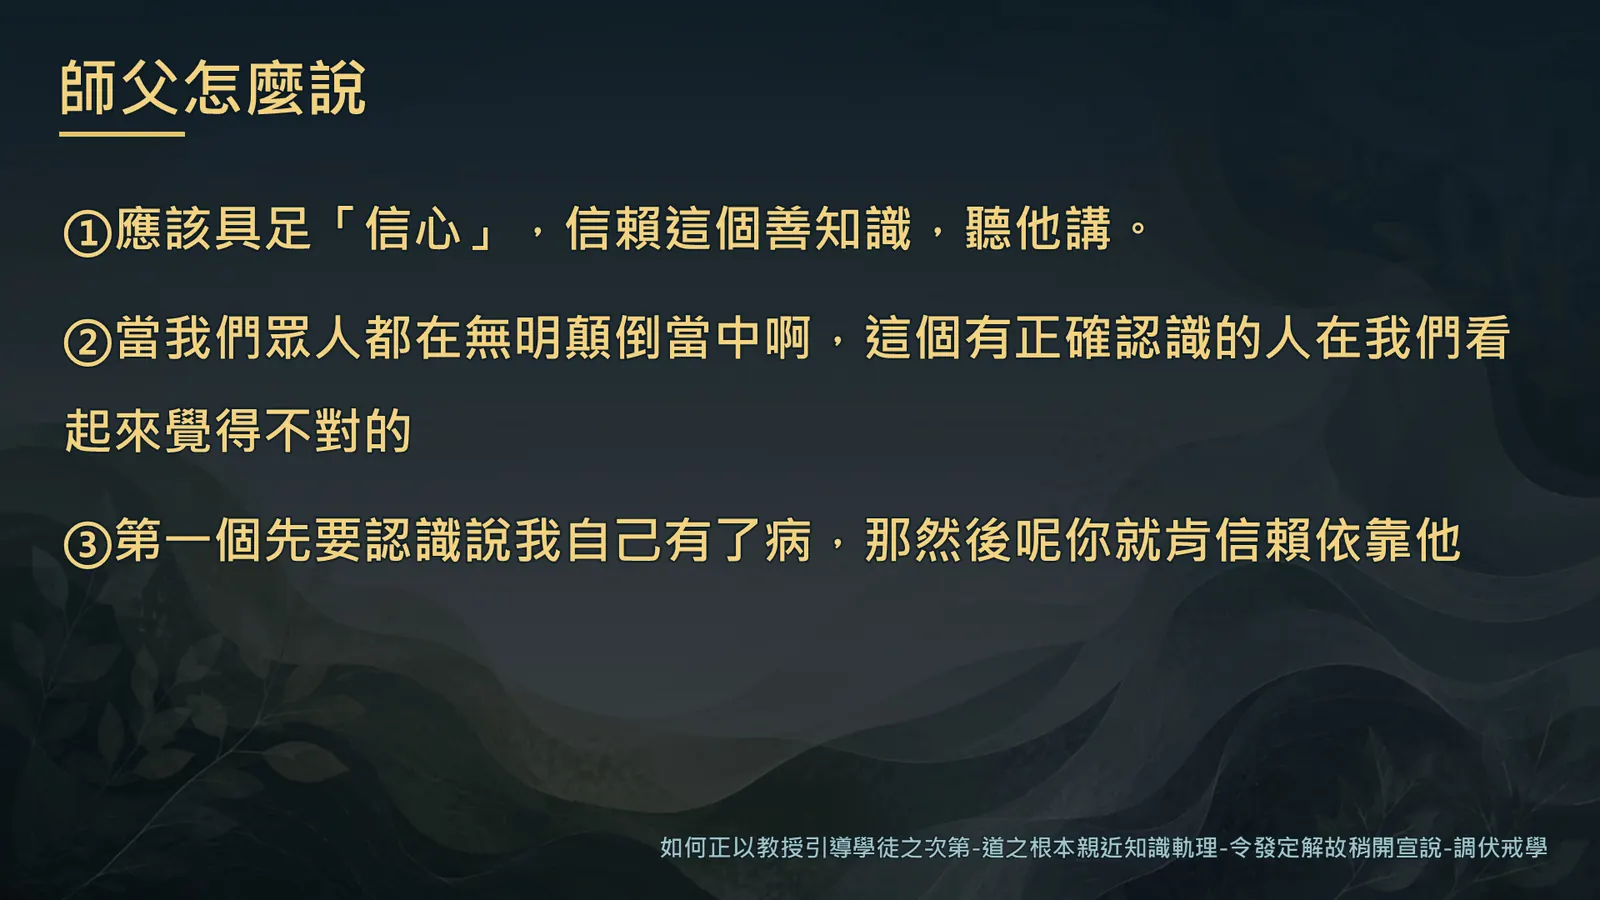 師父怎麼說
①應該具足「信心」，信賴這個善知識，聽他講。
②當我們眾人都在無明顛倒當中啊，這個有正確認識的人在我們看
起來覺得不對的
③第一個先要認識說我自己有了病，那然後呢你就肯信賴依靠他
如何正以教授引導學徒之次第-道之根本親近知識軌理-令發定解故稍開宣說-調伏戒學